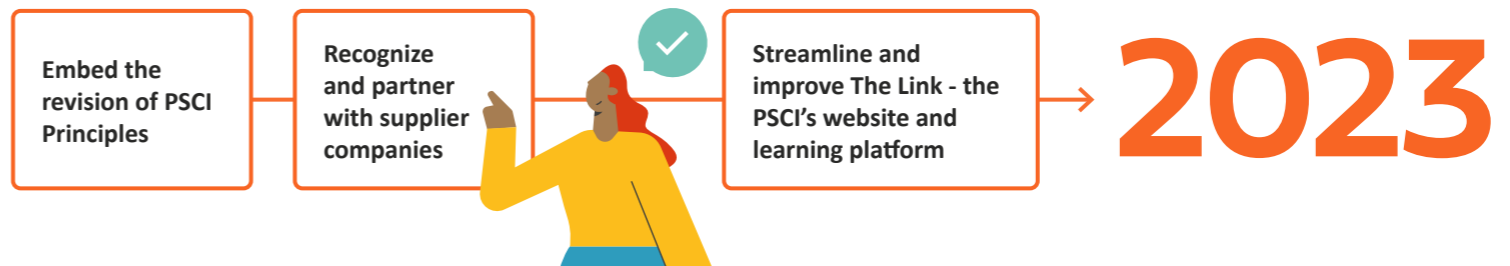 Embed the
revision of PSCI
Principles
Recognize
and partner
with supplier
companies
Streamline and
improve The Link - the
PSCI's website and
learning platform
2023